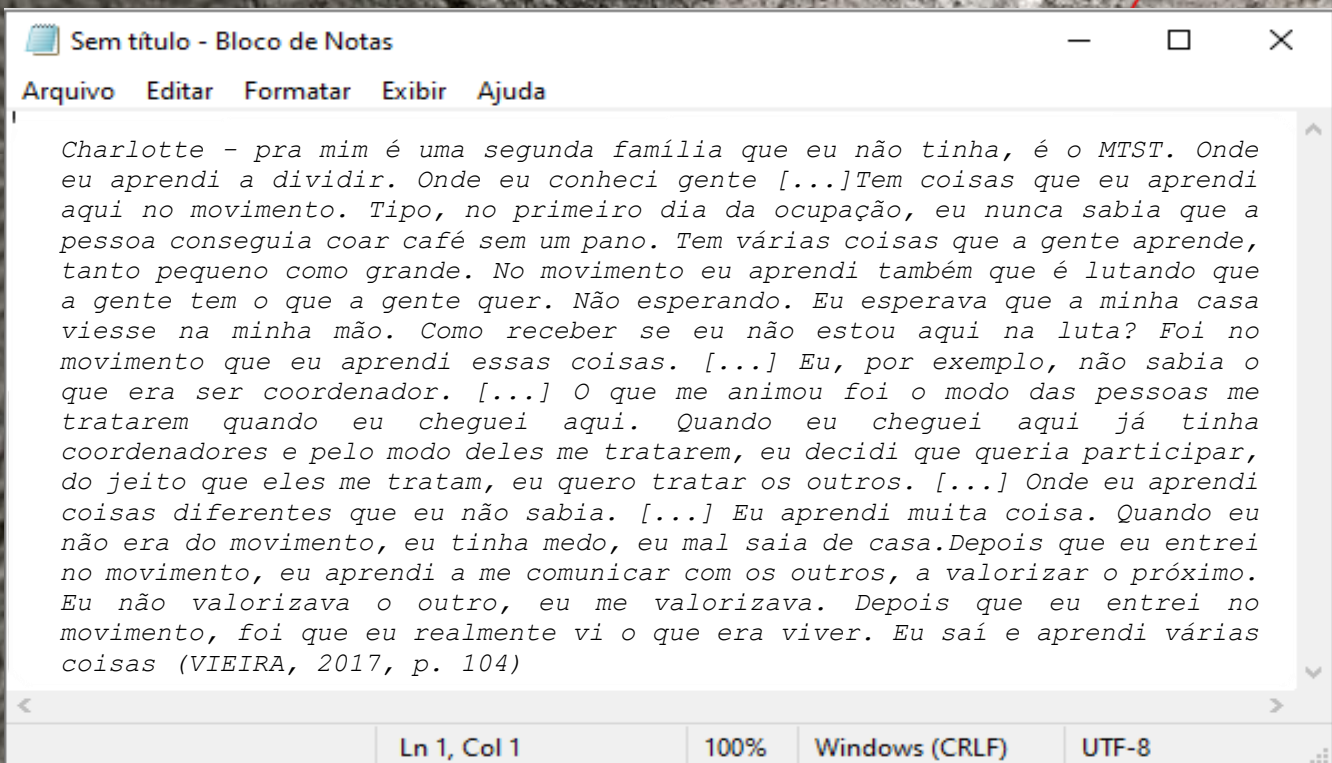 Sem título - Bloco de Notas
Arquivo Editar Formatar Exibir Ajuda
Charlotte – pra mim é uma segunda família que eu não tinha, é o MTST. Onde
eu aprendi a dividir. Onde eu conheci gente [...]Tem coisas que eu aprendi
aqui no movimento. Tipo, no primeiro dia da ocupação, eu nunca sabia que a
pessoa conseguia coar café sem um pano. Tem várias coisas que a gente aprende,
tanto pequeno como grande. No movimento eu aprendi também que é lutando que
a gente tem o que a gente quer. Não esperando. Eu esperava que a minha casa
viesse na minha mão. Como receber se eu não estou aqui na luta? Foi no
movimento que eu aprendi essas coisas. [...] Eu, por exemplo, não sabia o
que era ser coordenador. [...] O que me animou foi o modo das pessoas me
tratarem quando eu cheguei aqui. Quando eu cheguei aqui já tinha
coordenadores e pelo modo deles me tratarem, eu decidi que queria participar,
do jeito que eles me tratam, eu quero tratar os outros. [...] Onde eu aprendi
coisas diferentes que eu não sabia. [...] Eu aprendi muita coisa. Quando eu
não era do movimento, eu tinha medo, eu mal saia de casa.Depois que eu entrei
no movimento, eu aprendi a me comunicar com os outros, a valorizar o próximo.
Eu não valorizava o outro, eu me valorizava. Depois que eu entrei no
movimento, foi que eu realmente vi o que era viver. Eu saí e aprendi várias
coisas (VIEIRA, 2017, p. 104)
Ln 1, Col 1 100% Windows (CRLF) UTF-8